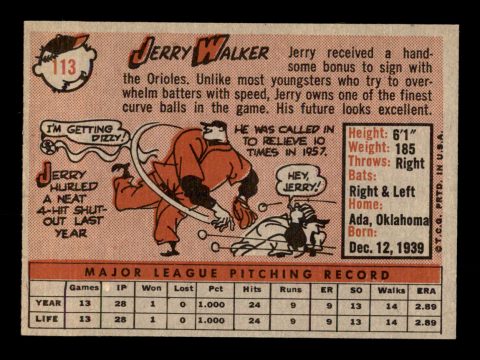 113
JERRY WALKER
Jerry received a hand-
some bonus to sign with
the Orioles. Unlike most youngsters who try to over-
whelm batters with speed, Jerry owns one of the finest
curve balls in the game. His future looks excellent.
I'M GETTING
DIZZY!
HE WAS CALLED IN
TO RELIEVE 10
TIMES IN 1957.
JERRY
HURLED
A NEAT
4-HIT SHUT-
OUT LAST
YEAR
HEY,
JERRY!
Height: 6'1"
Weight: 185
Throws: Right
Bats:
Right & Left
Home:
Ada, Oklahoma
Born:
Dec. 12, 1939
© T.C.G. PRTD. IN U.S.A.
MAJOR LEAGUE PITCHING RECORD
Games IP Won Lost Pct Hits Runs ER SO Walks ERA
YEAR 13 28 1 0 1.000 24 9 9 13 14 2.89
LIFE 13 28 1 0 1.000 24 9 9 13 14 2.89